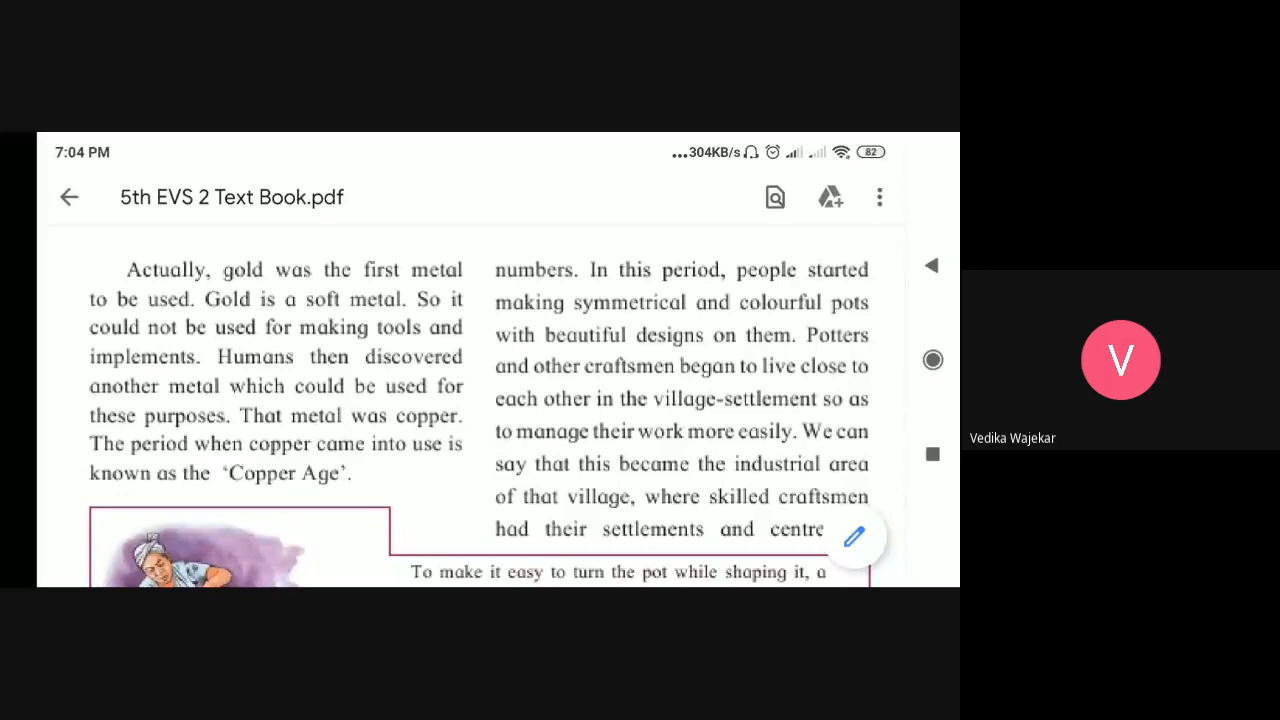 7:04 PM
...304KB/s
82
5th EVS 2 Text Book.pdf
Actually, gold was the first metal
to be used. Gold is a soft metal. So it
could not be used for making tools and
implements. Humans then discovered
another metal which could be used for
these purposes. That metal was copper.
The period when copper came into use is
known as the ‘Copper Age’.
numbers. In this period, people started
making symmetrical and colourful pots
with beautiful designs on them. Potters
and other craftsmen began to live close to
each other in the village-settlement so as
to manage their work more easily. We can
say that this became the industrial area
of that village, where skilled craftsmen
had their settlements and centre
To make it easy to turn the pot while shaping it, a
V
Vedika Wajekar